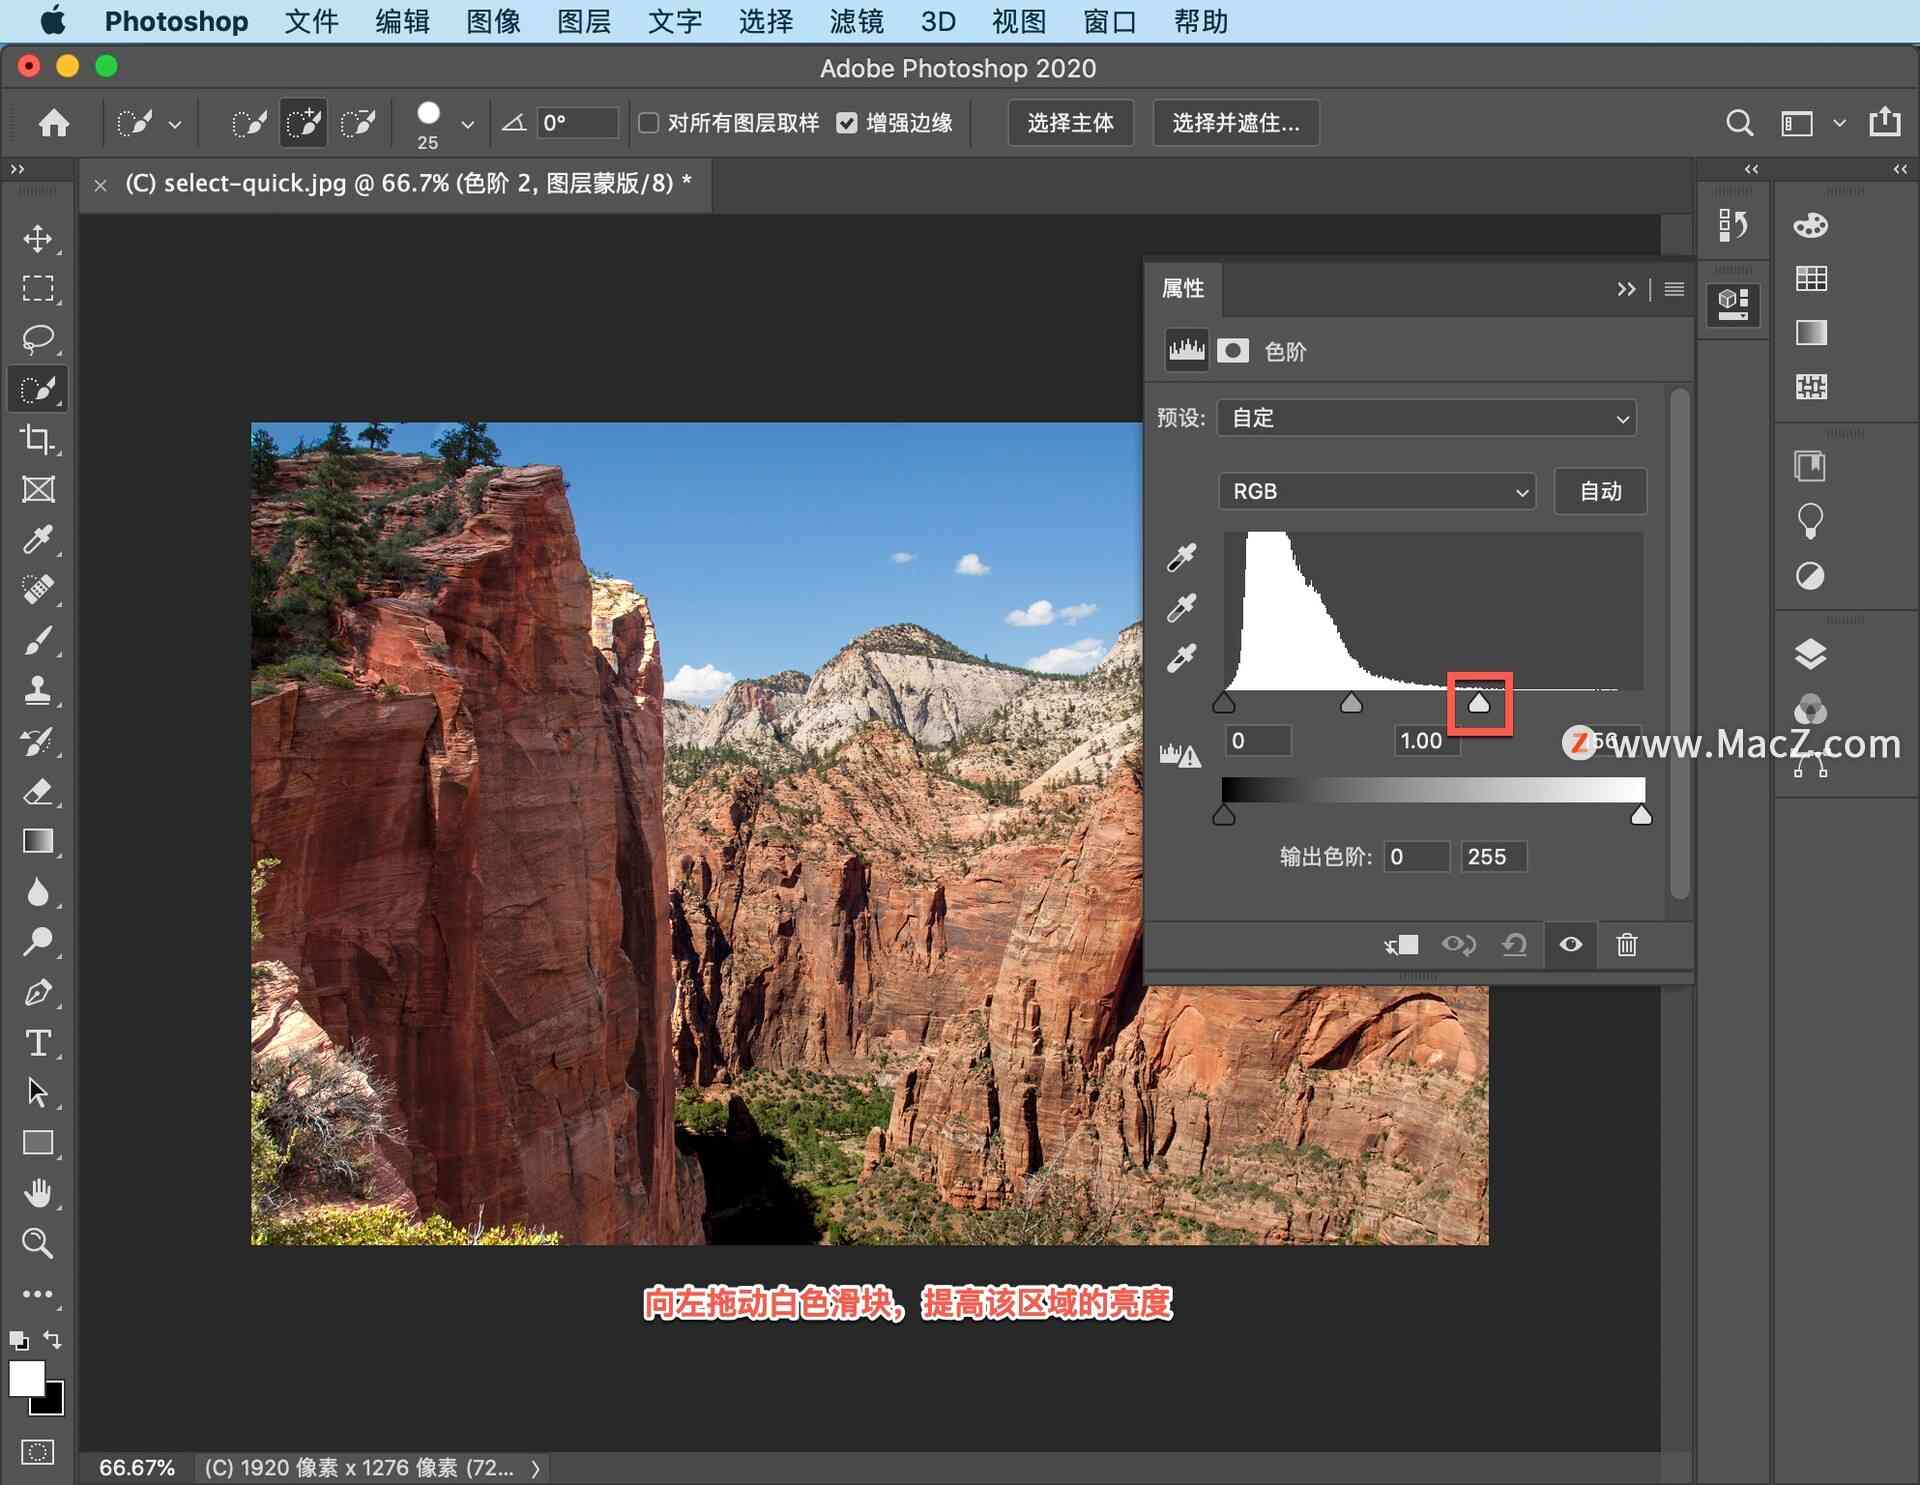 Photoshop 文件 编辑 图像 图层 文字 选择 滤镜 3D 视图 窗口 帮助
Adobe Photoshop 2020
25 0° 对所有图层取样 增强边缘 选择主体 选择并遮住...
(C) select-quick.jpg @ 66.7% (色阶 2, 图层蒙版/8) *
属性
色阶
预设: 自定
RGB 自动
0 1.00 156
www.MacZ.com
输出色阶: 0 255
向左拖动白色滑块，提高该区域的亮度
66.67% (C) 1920 像素 x 1276 像素 (72...